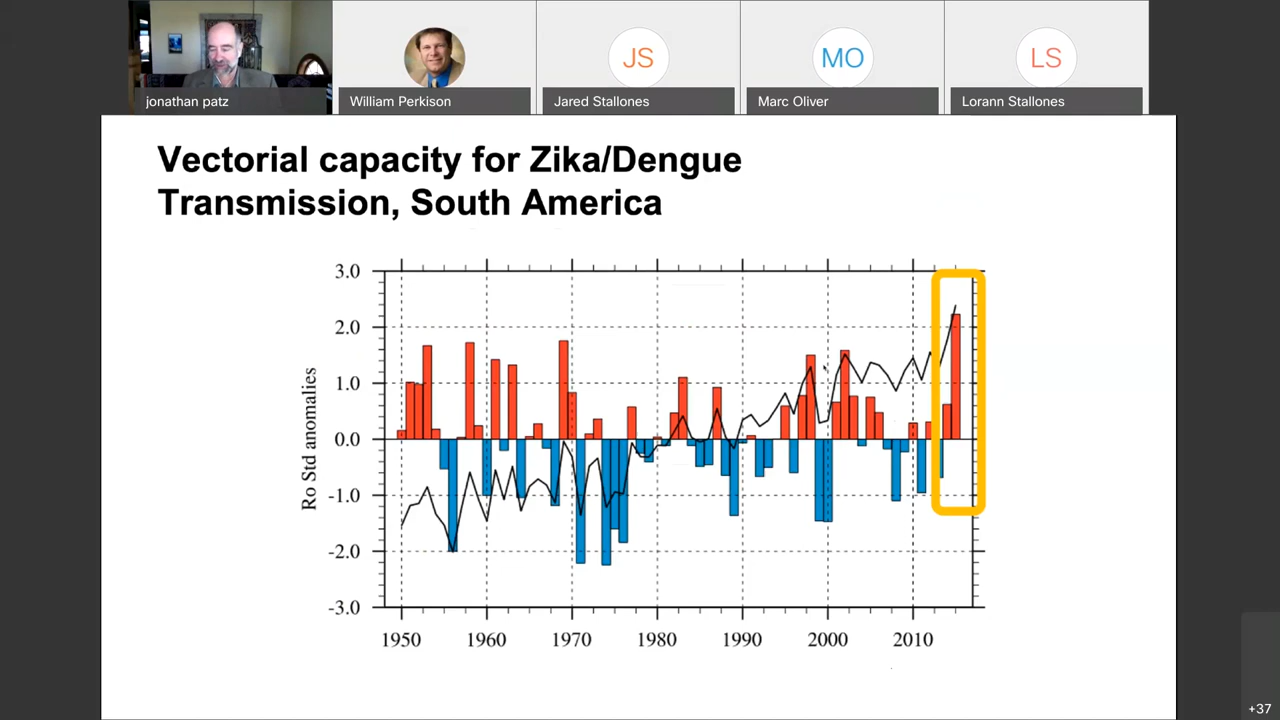 JS
MO
LS
jonathan patz
William Perkison
Jared Stallones
Marc Oliver
Lorann Stallones
Vectorial capacity for Zika/Dengue
Transmission, South America
Ro Std anomalies
3.0
2.0
1.0
0.0
-1.0
-2.0
-3.0
1950
1960
1970
1980
1990
2000
2010
+37